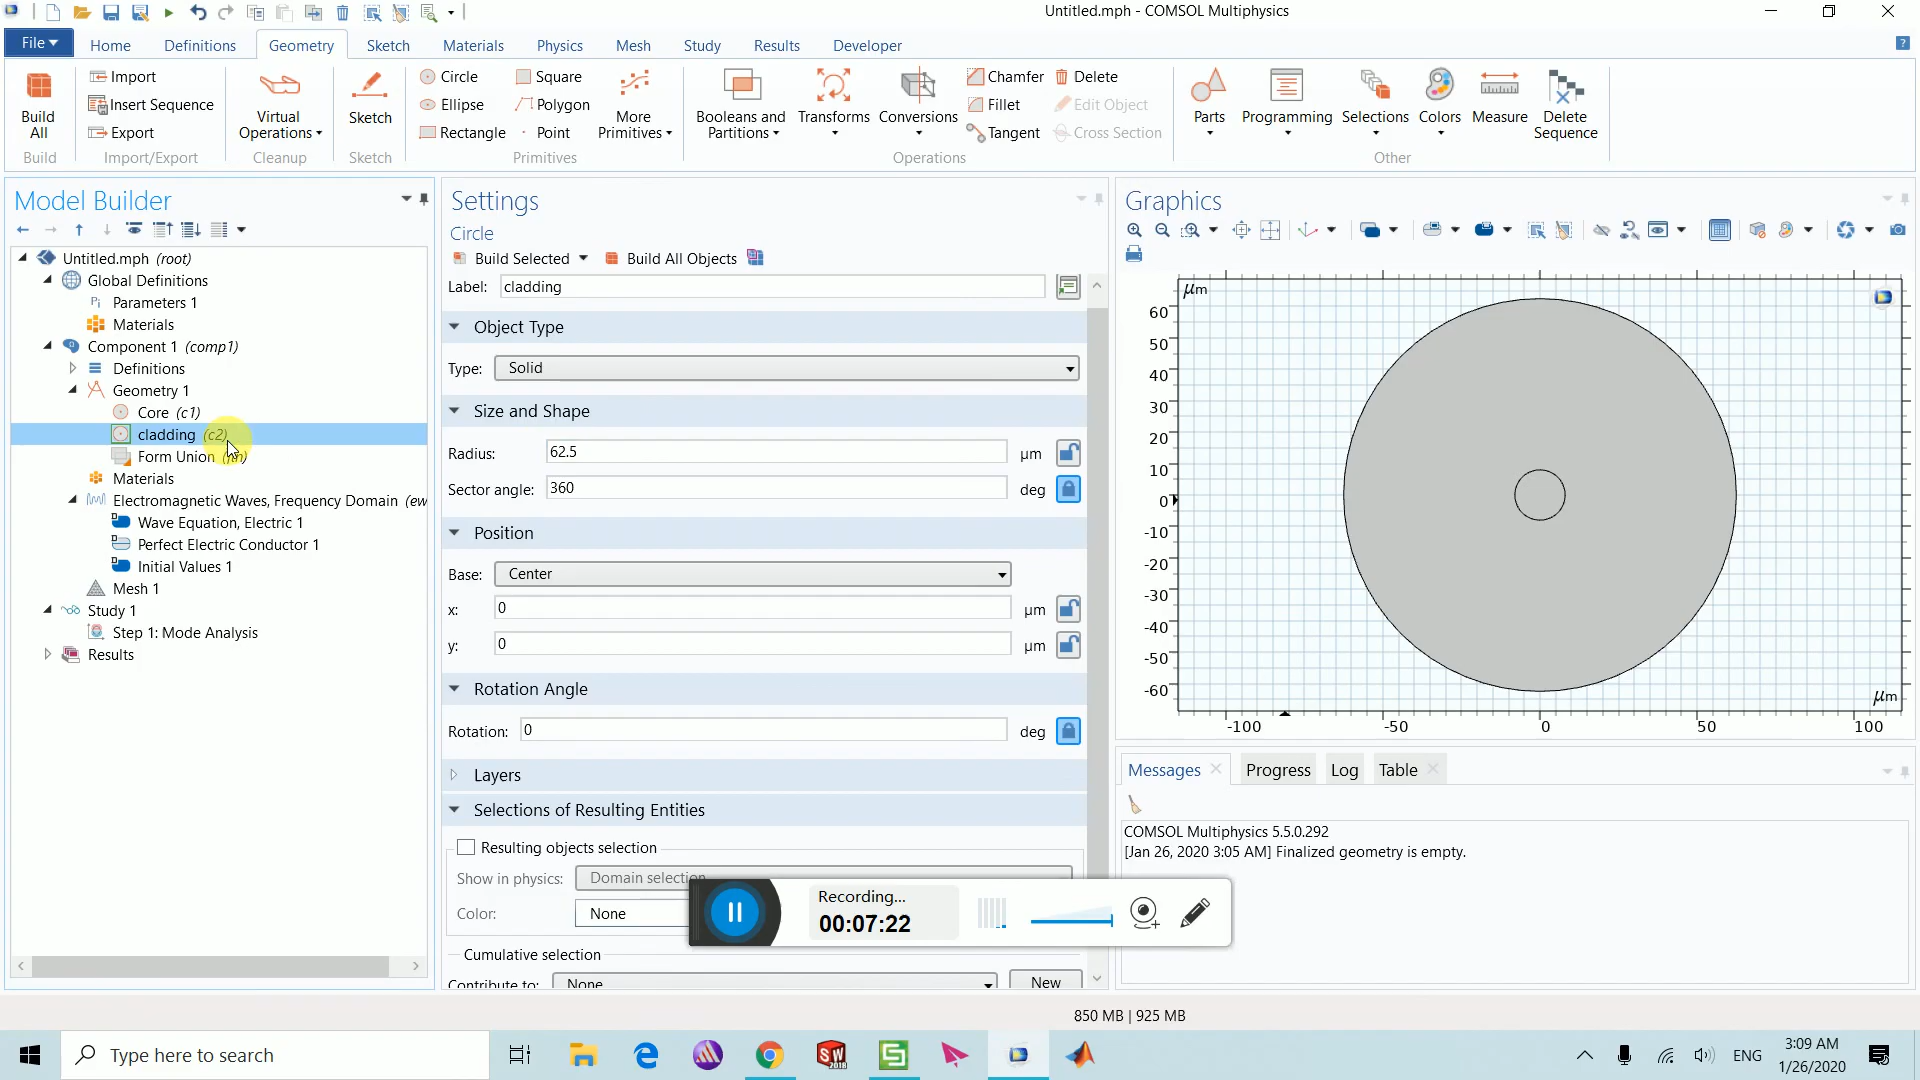 Untitled.mph - COMSOL Multiphysics
File Home Definitions Geometry Sketch Materials Physics Mesh Study Results Developer
Build All
Build
Import
Insert Sequence
Export
Import/Export
Virtual Operations
Cleanup
Sketch
Sketch
Circle Square
Ellipse Polygon
Rectangle Point
More Primitives
Primitives
Booleans and Partitions
Transforms
Conversions
Chamfer Delete
Fillet Edit Object
Tangent Cross Section
Operations
Parts
Programming
Selections
Colors
Measure
Delete Sequence
Other
Model Builder
Untitled.mph (root)
Global Definitions
Pi Parameters 1
Materials
Component 1 (comp1)
Definitions
Geometry 1
Core (c1)
cladding (c2)
Form Union
Materials
Electromagnetic Waves, Frequency Domain (ew
Wave Equation, Electric 1
Perfect Electric Conductor 1
Initial Values 1
Mesh 1
Study 1
Step 1: Mode Analysis
Results
Settings
Circle
Build Selected Build All Objects
Label: cladding
Object Type
Type: Solid
Size and Shape
Radius: 62.5 μm
Sector angle: 360 deg
Position
Base: Center
x: 0 μm
y: 0 μm
Rotation Angle
Rotation: 0 deg
Layers
Selections of Resulting Entities
Resulting objects selection
Show in physics: Domain selection
Color: None
Cumulative selection
Contribute to: None New
Recording...
00:07:22
Graphics
μm
60
50
40
30
20
10
0
-10
-20
-30
-40
-50
-60
μm
-100 -50 0 50 100
Messages Progress Log Table
COMSOL Multiphysics 5.5.0.292
[Jan 26, 2020 3:05 AM] Finalized geometry is empty.
850 MB | 925 MB
Type here to search
SW
2018
ENG
3:09 AM
1/26/2020